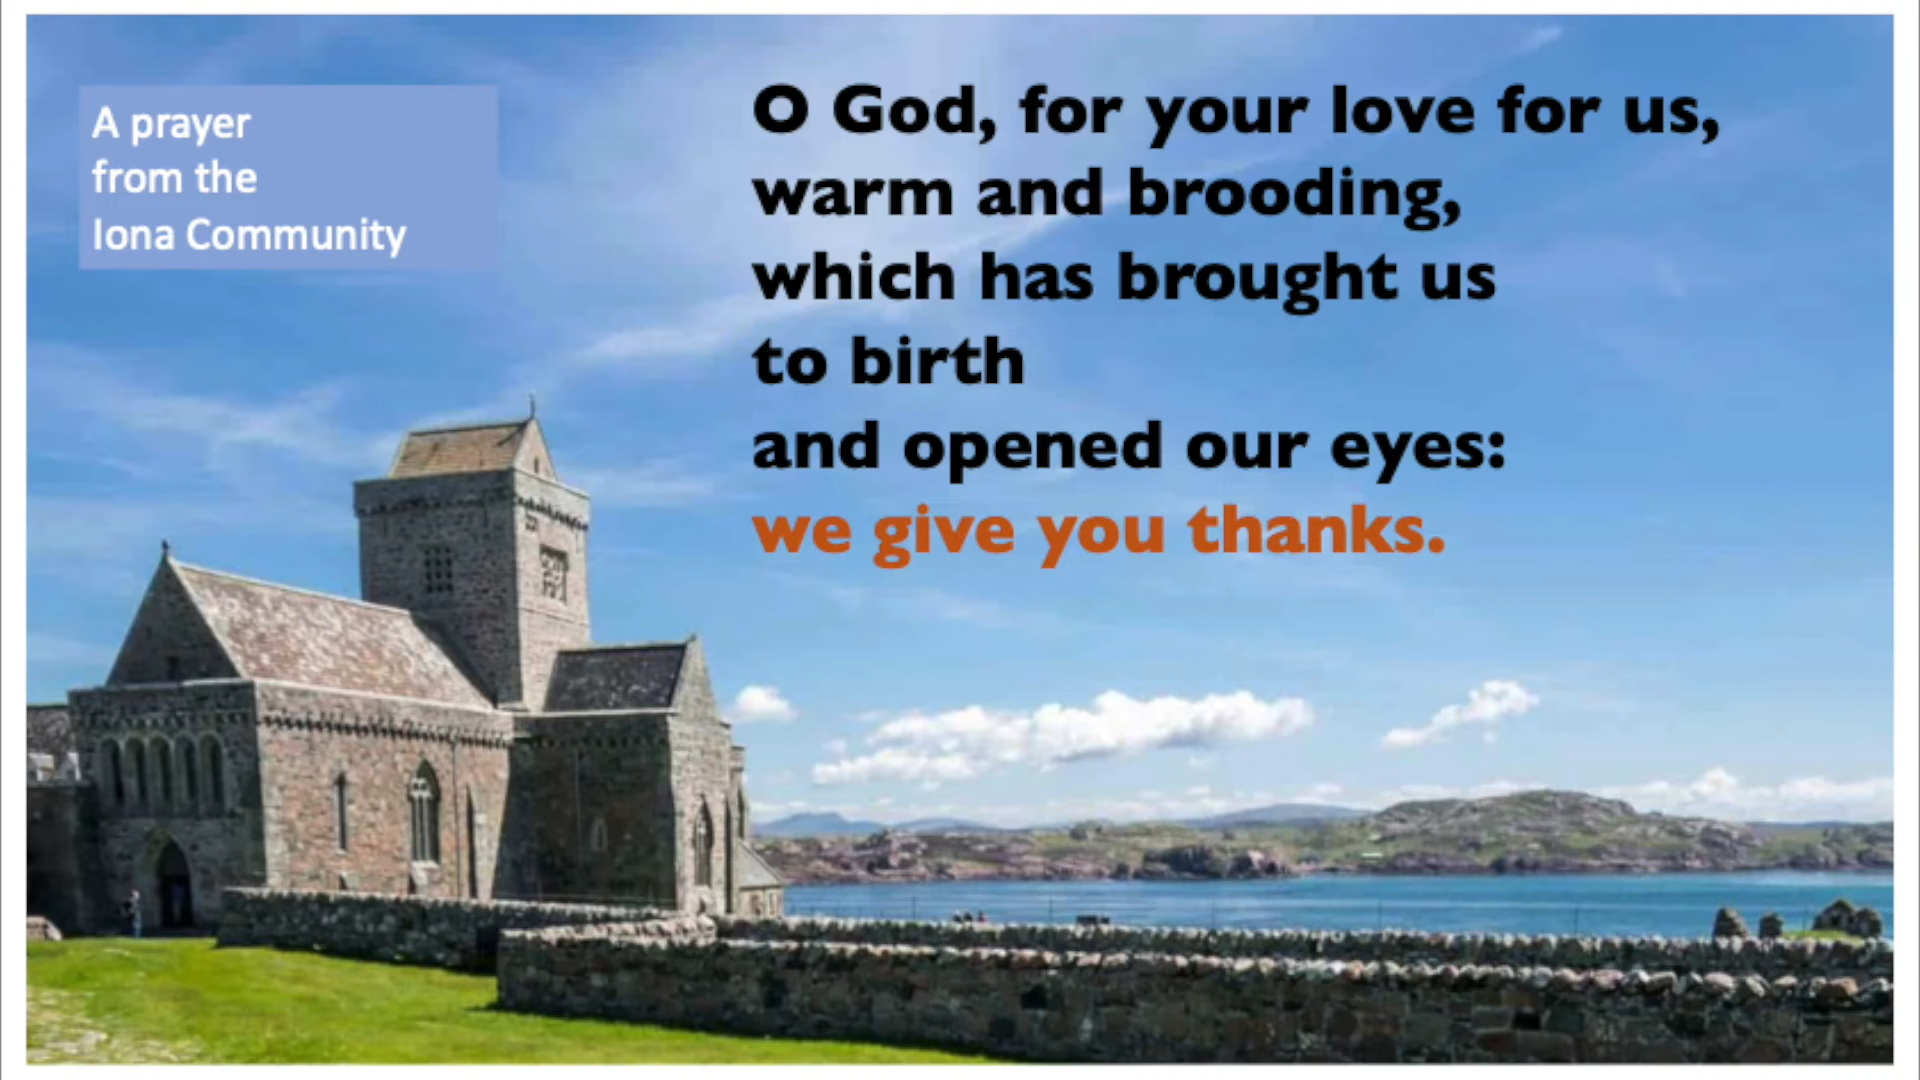 A prayer
from the
Iona Community
O God, for your love for us,
warm and brooding,
which has brought us
to birth
and opened our eyes:
we give you thanks.